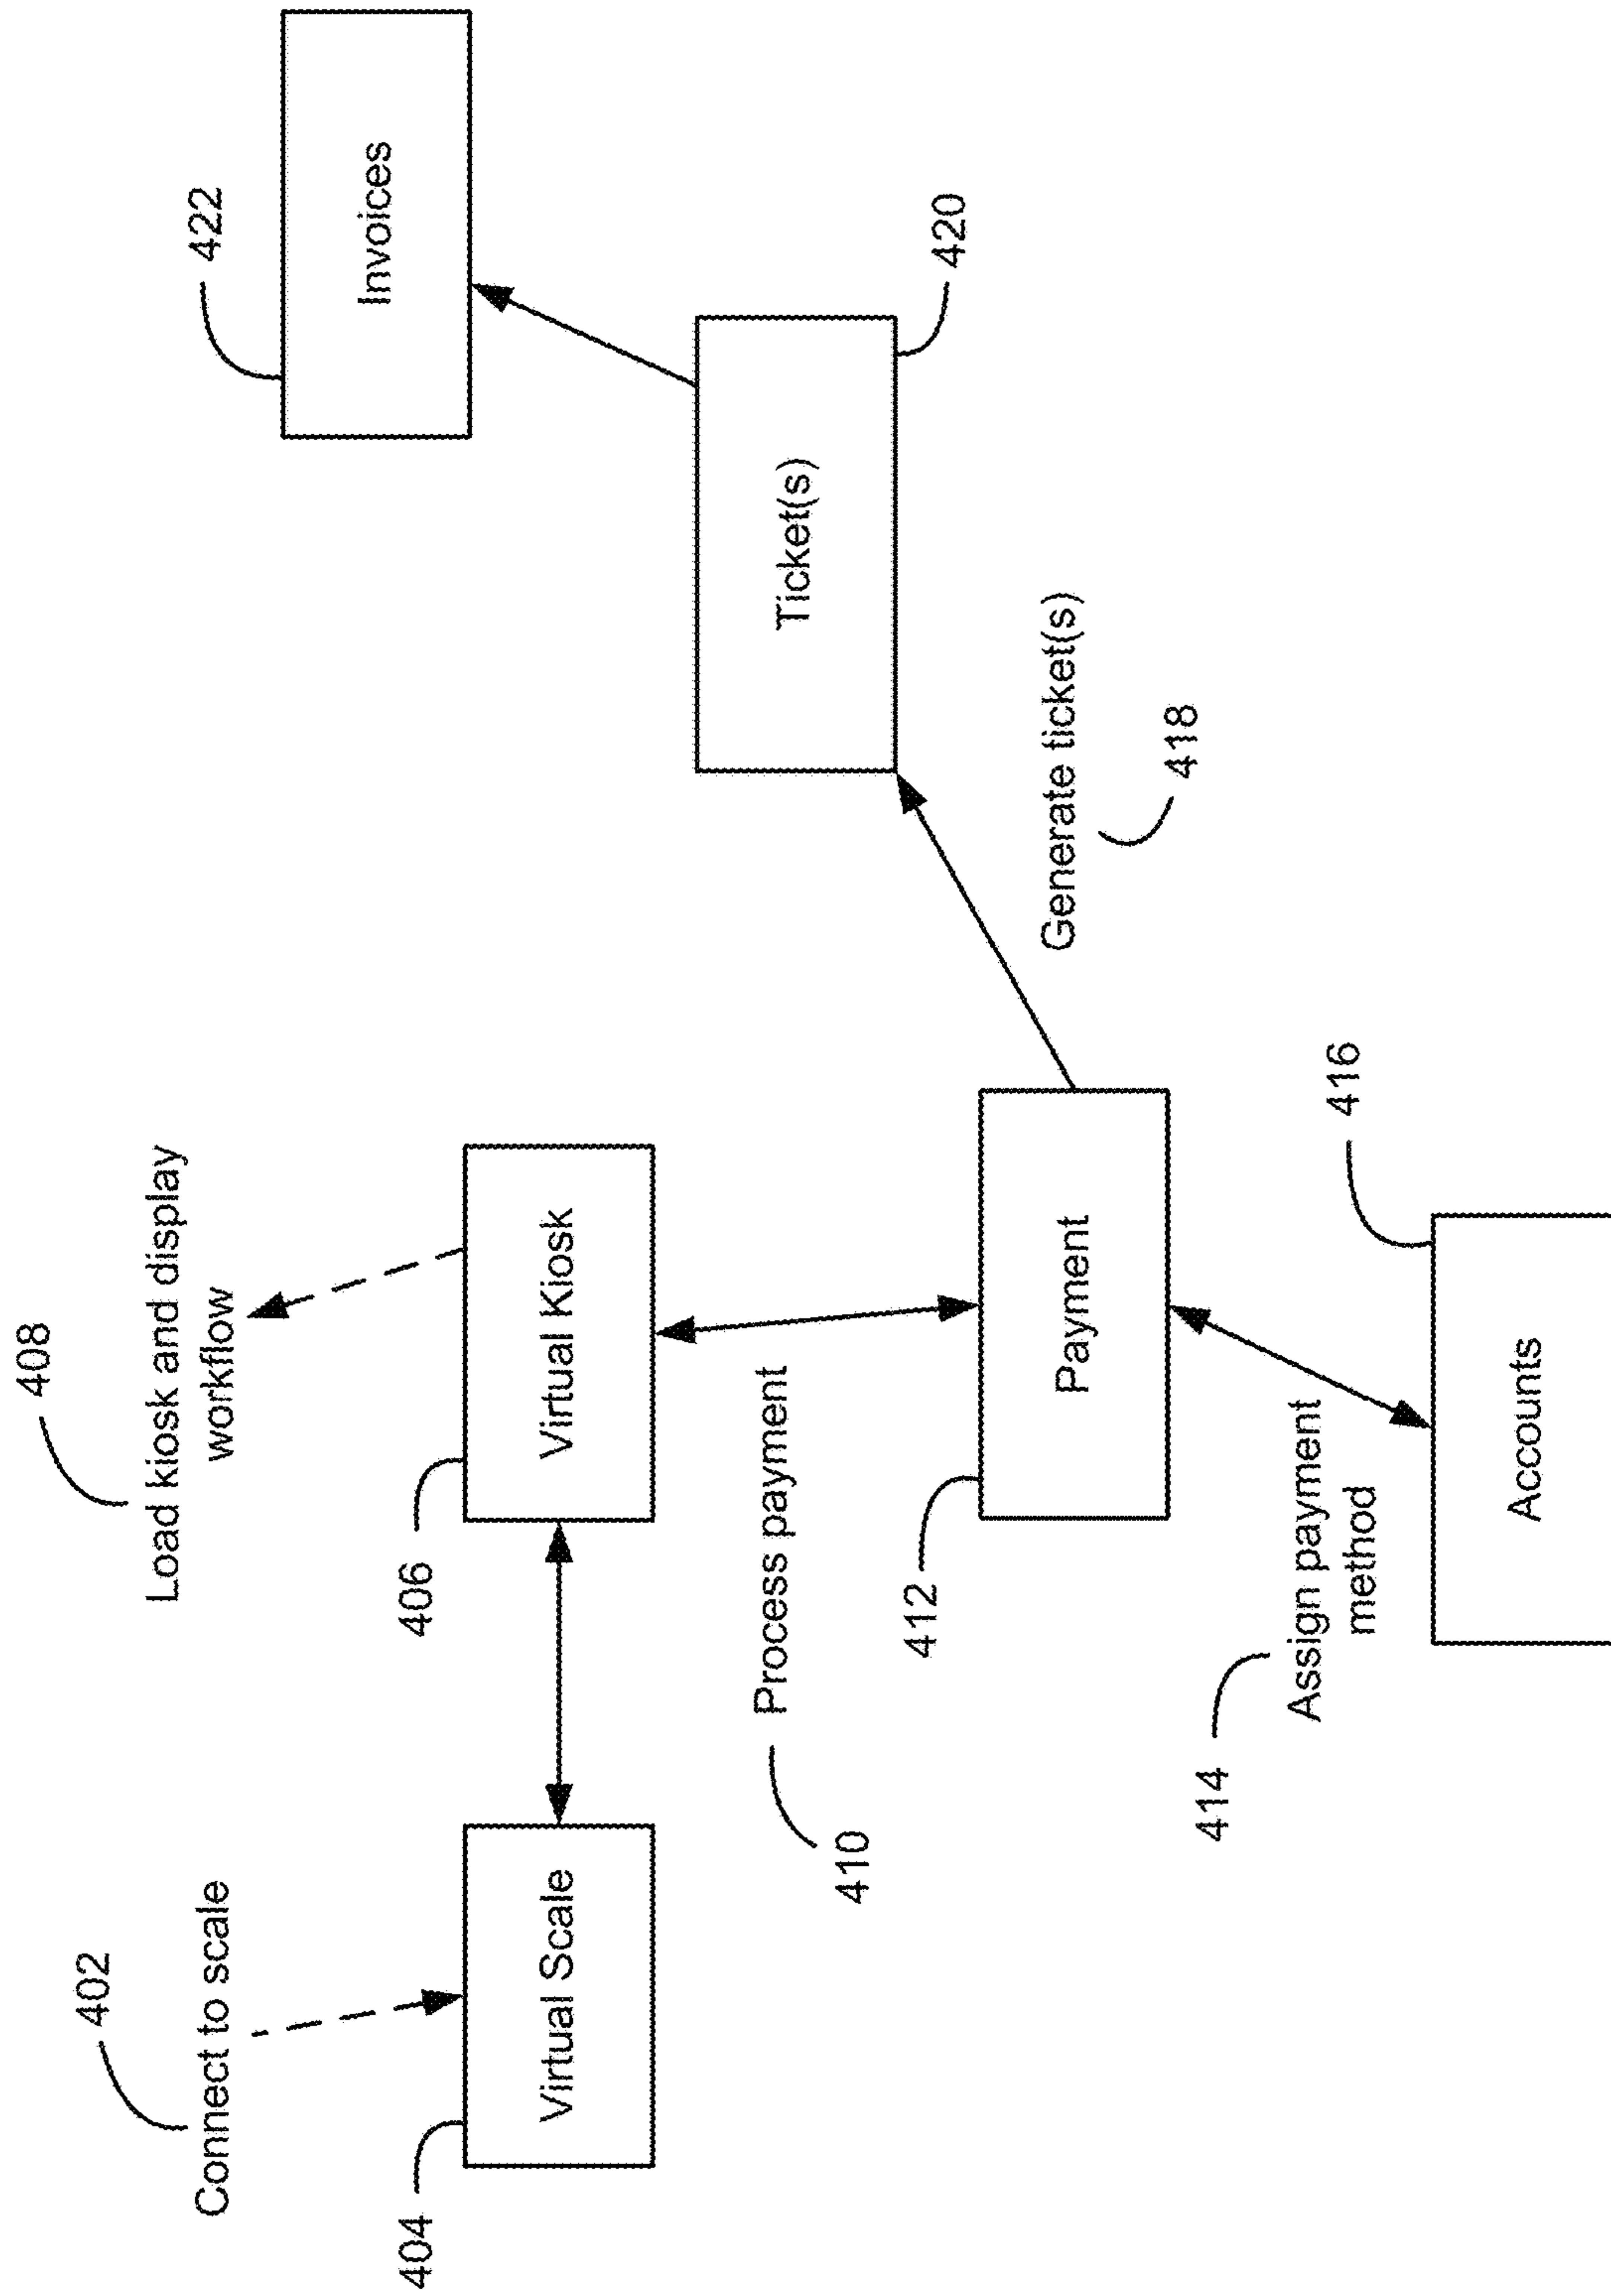 402
Connect to scale
404
Virtual Scale
408
Load kiosk and display
workflow
406
Virtual Kiosk
410
Process payment
412
Payment
414
Assign payment
method
416
Accounts
418
Generate ticket(s)
420
Ticket(s)
422
Invoices